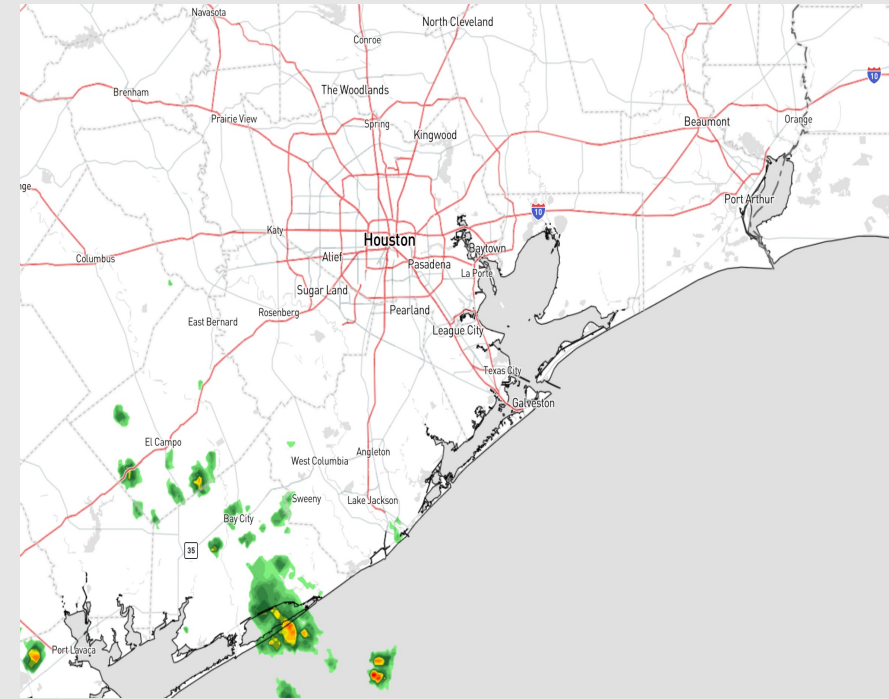 Navasota
North Cleveland
Conroe
10
Brenham
The Woodlands
Prairie View
Spring
Kingwood
Beaumont
Orange
ge
Port Arthur
10
Katy
Houston
Baytown
Columbus
Alief
Pasadena
La Porte
Sugar Land
Rosenberg
Pearland
East Bernard
League City
Texas City
Galveston
El Campo
Angleton
West Columbia
Sweeny
Lake Jackson
Bay City
35
Port Lavaca